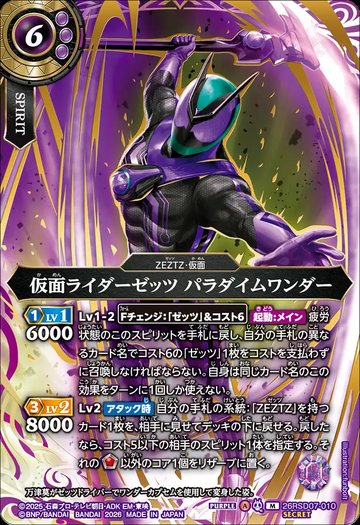 6
SPIRIT
ゼッツ かめん
ZEZTZ・仮面
かめん
仮面ライダーゼッツ パラダイムワンダー
1 LV1
6000
3 LV2
8000
Lv1-2 Fチェンジ:「ゼッツ」&コスト6 起動:メイン 疲労
状態のこのスピリットを手札に戻し、自分の手札の異
なるカード名でコスト6の「ゼッツ」1枚をコストを支払わず
に召喚しなければならない。自身は同じカード名のこの
効果をターンに1回しか使えない。
Lv2 アタック時 自分の手札の系統:「ZEZTZ」を持つ
カード1枚を、相手に見せてデッキの下に戻せる。戻した
なら、コスト5以下の相手のスピリット1体を指定する。それ
の以外のコア1個をリザーブに置く。
万津莫がゼッツドライバーでワンダーカプセムを使用して変身した姿。
©2025 石森プロ・テレビ朝日・ADK EM・東映
©BNP/BANDAI BANDAI 2026 MADE IN JAPAN
PURPLE A M 26RSD07-010
SECRET
Illustration:bandai